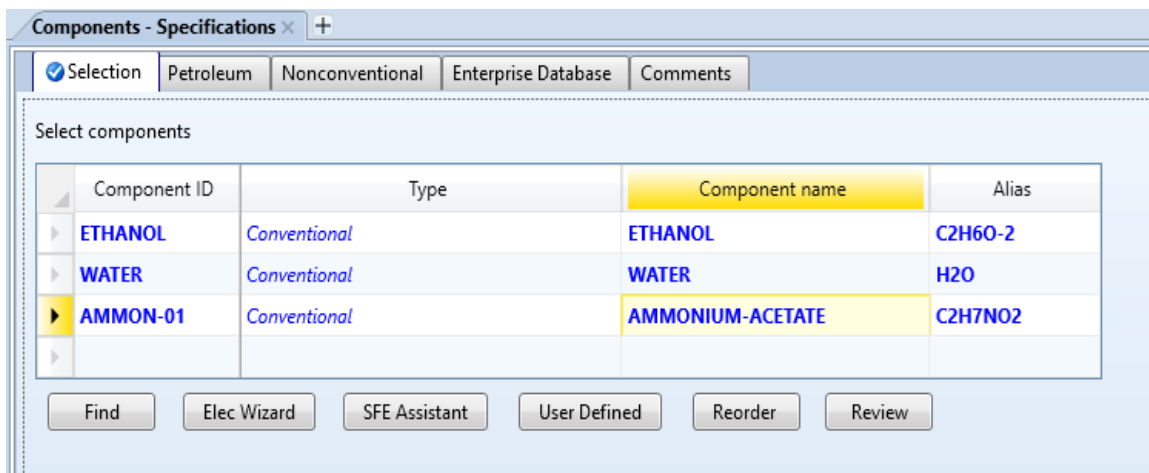 Components - Specifications × +
Selection Petroleum Nonconventional Enterprise Database Comments
Select components
Component ID Type Component name Alias
ETHANOL Conventional ETHANOL C2H6O-2
WATER Conventional WATER H2O
AMMON-01 Conventional AMMONIUM-ACETATE C2H7NO2
Find Elec Wizard SFE Assistant User Defined Reorder Review